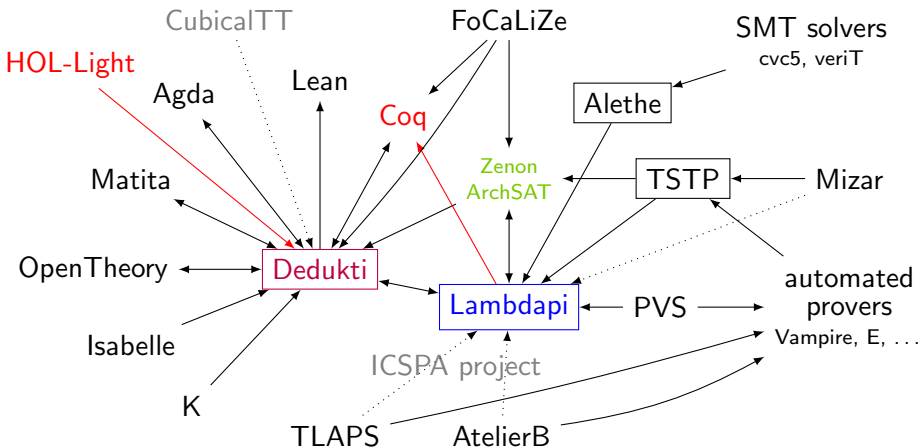 CubicalTT
FoCaLiZe
SMT solvers
cvc5, veriT
HOL-Light
Agda
Lean
Coq
Alethe
Matita
Zenon
ArchSAT
TSTP
Mizar
OpenTheory
Dedukti
Lambdapi
PVS
automated
provers
Vampire, E, ...
Isabelle
ICSPA project
K
TLAPS
AtelierB